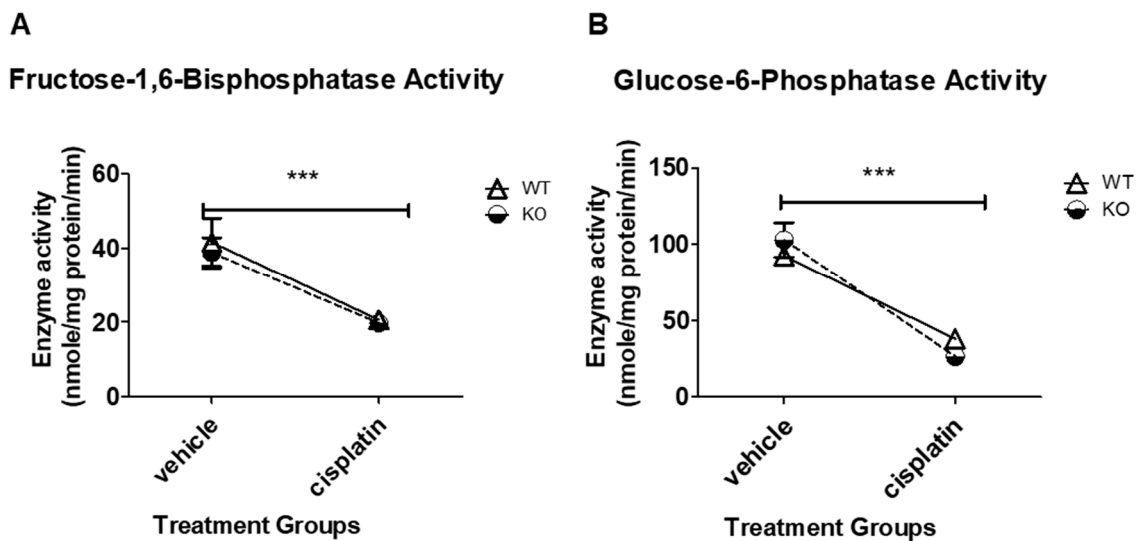 A
Fructose-1,6-Bisphosphatase Activity
Enzyme activity
(nmole/mg protein/min)
60
40
20
0
***
WT
KO
vehicle
cisplatin
Treatment Groups
B
Glucose-6-Phosphatase Activity
Enzyme activity
(nmole/mg protein/min)
150
100
50
0
***
WT
KO
vehicle
cisplatin
Treatment Groups